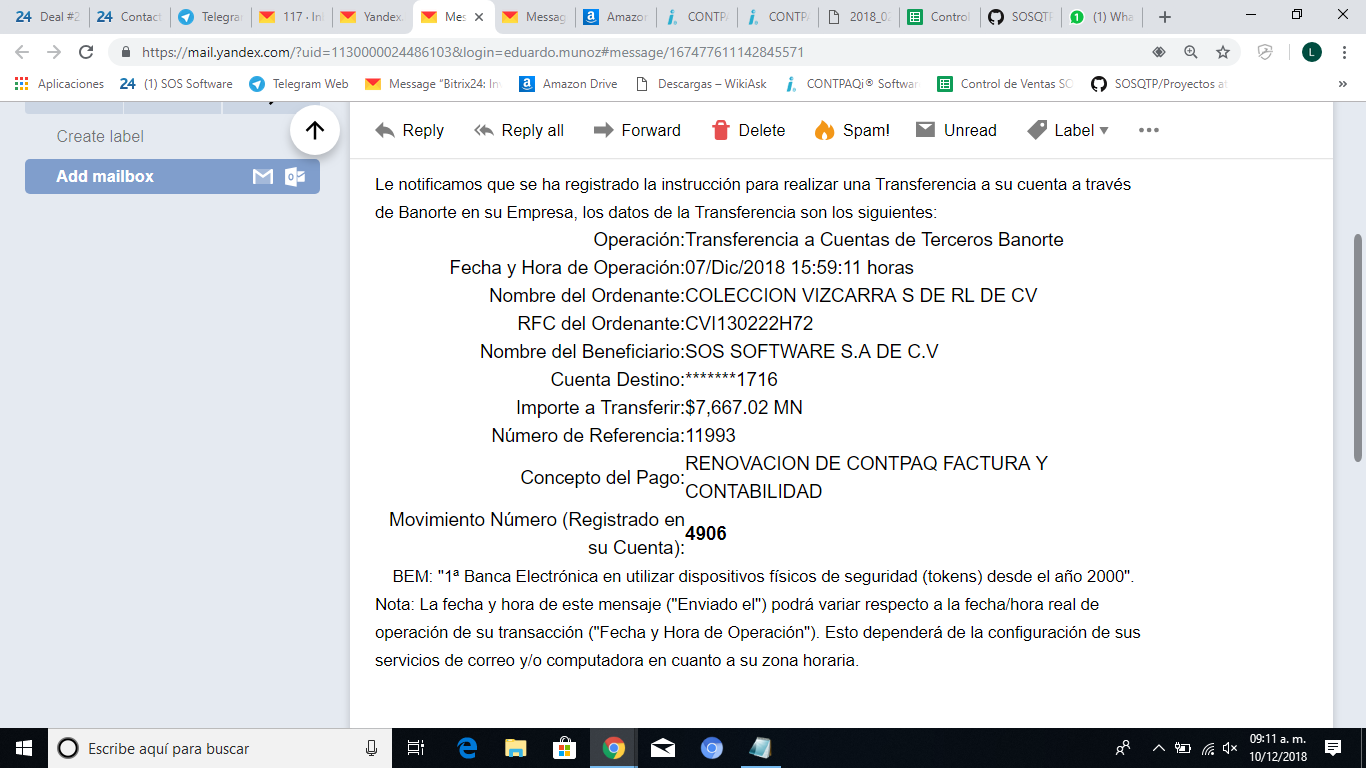 Deal #2
Contact
Telegram
117 · In
Yandex.
Mes
Messag
Amazon
CONTPA
CONTPA
2018_02
Control
SOSQTP
(1) Wha
https://mail.yandex.com/?uid=1130000024486103&login=eduardo.munoz#message/167477611142845571
L
Aplicaciones
24 (1) SOS Software
Telegram Web
Message "Bitrix24: In
Amazon Drive
Descargas – WikiAsk
CONTPAQi® Softwar
Control de Ventas SO
SOSQTP/Proyectos at
»
Create label
Add mailbox
Reply
Reply all
Forward
Delete
Spam!
Unread
Label
Le notificamos que se ha registrado la instrucción para realizar una Transferencia a su cuenta a través
de Banorte en su Empresa, los datos de la Transferencia son los siguientes:
Operación:Transferencia a Cuentas de Terceros Banorte
Fecha y Hora de Operación:07/Dic/2018 15:59:11 horas
Nombre del Ordenante:COLECCION VIZCARRA S DE RL DE CV
RFC del Ordenante:CVI130222H72
Nombre del Beneficiario:SOS SOFTWARE S.A DE C.V
Cuenta Destino:*******1716
Importe a Transferir:$7,667.02 MN
Número de Referencia:11993
Concepto del Pago:RENOVACION DE CONTPAQ FACTURA Y
CONTABILIDAD
Movimiento Número (Registrado en
su Cuenta):4906
BEM: "1ª Banca Electrónica en utilizar dispositivos físicos de seguridad (tokens) desde el año 2000".
Nota: La fecha y hora de este mensaje ("Enviado el") podrá variar respecto a la fecha/hora real de
operación de su transacción ("Fecha y Hora de Operación"). Esto dependerá de la configuración de sus
servicios de correo y/o computadora en cuanto a su zona horaria.
Escribe aquí para buscar
09:11 a. m.
10/12/2018